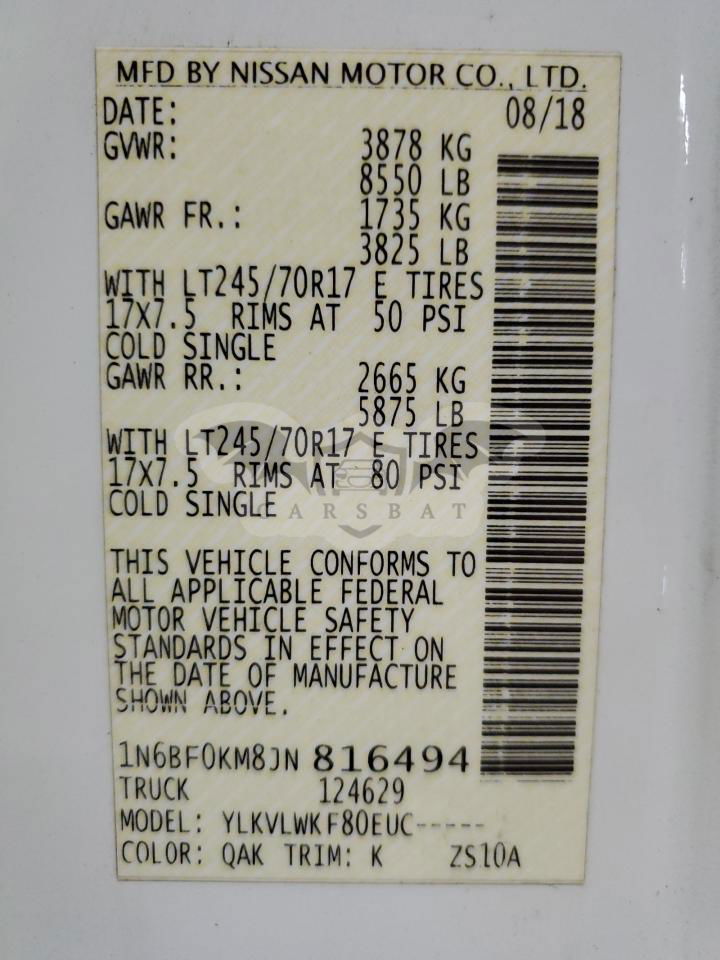 MFD BY NISSAN MOTOR CO., LTD.
DATE: 08/18
GVWR: 3878 KG
8550 LB
GAWR FR.: 1735 KG
3825 LB
WITH LT245/70R17 E TIRES
17X7.5 RIMS AT 50 PSI
COLD SINGLE
GAWR RR.: 2665 KG
5875 LB
WITH LT245/70R17 E TIRES
17X7.5 RIMS AT 80 PSI
COLD SINGLE
CARSBAT
THIS VEHICLE CONFORMS TO
ALL APPLICABLE FEDERAL
MOTOR VEHICLE SAFETY
STANDARDS IN EFFECT ON
THE DATE OF MANUFACTURE
SHOWN ABOVE.
1N6BF0KM8JN 816494
TRUCK 124629
MODEL: YLKVLWKF80EUC-----
COLOR: QAK TRIM: K ZS10A